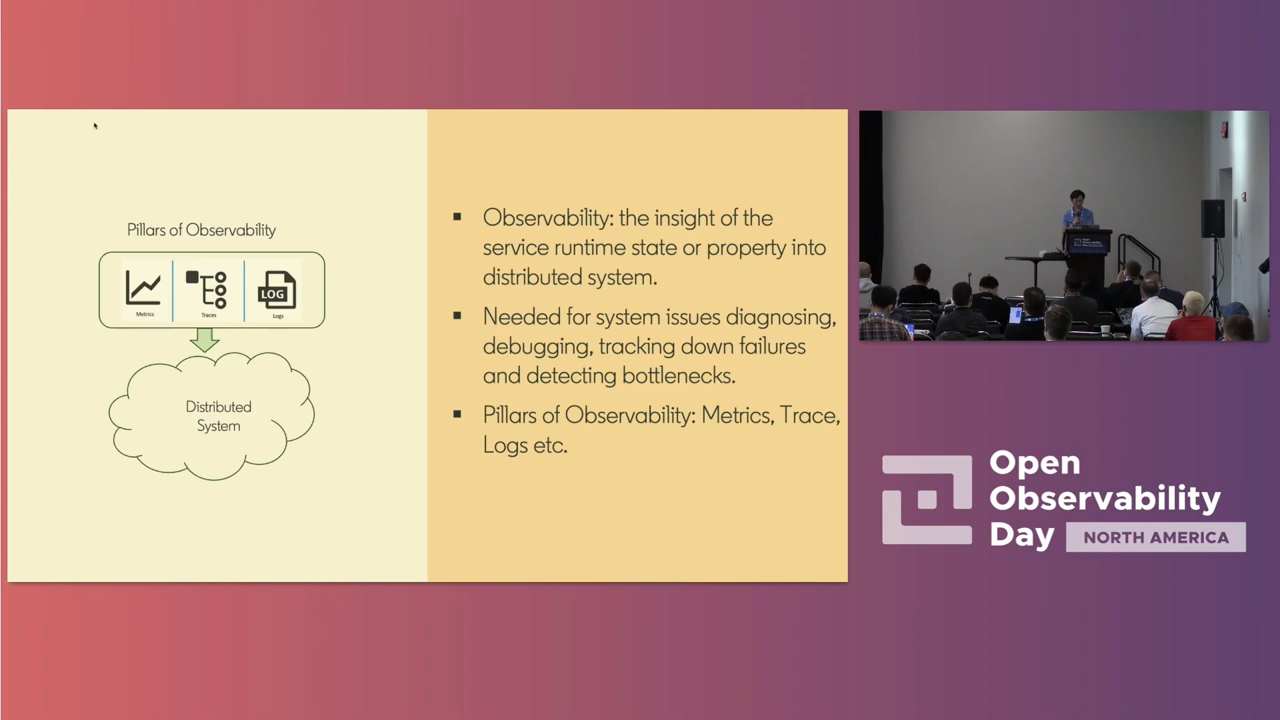 Pillars of Observability
Metrics
Traces
LOG
Logs
Distributed
System
▪ Observability: the insight of the
service runtime state or property into
distributed system.
▪ Needed for system issues diagnosing,
debugging, tracking down failures
and detecting bottlenecks.
▪ Pillars of Observability: Metrics, Trace,
Logs etc.
Open
Observability
Day
NORTH AMERICA